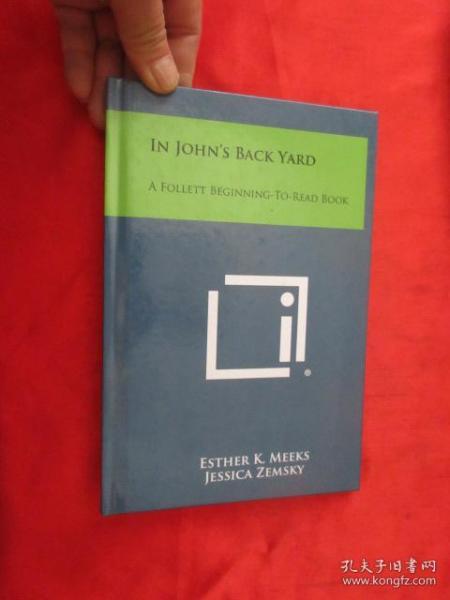 IN JOHN'S BACK YARD
A FOLLETT BEGINNING-TO-READ BOOK
ESTHER K. MEEKS
JESSICA ZEMSKY
孔夫子旧书网
www.kongfz.com